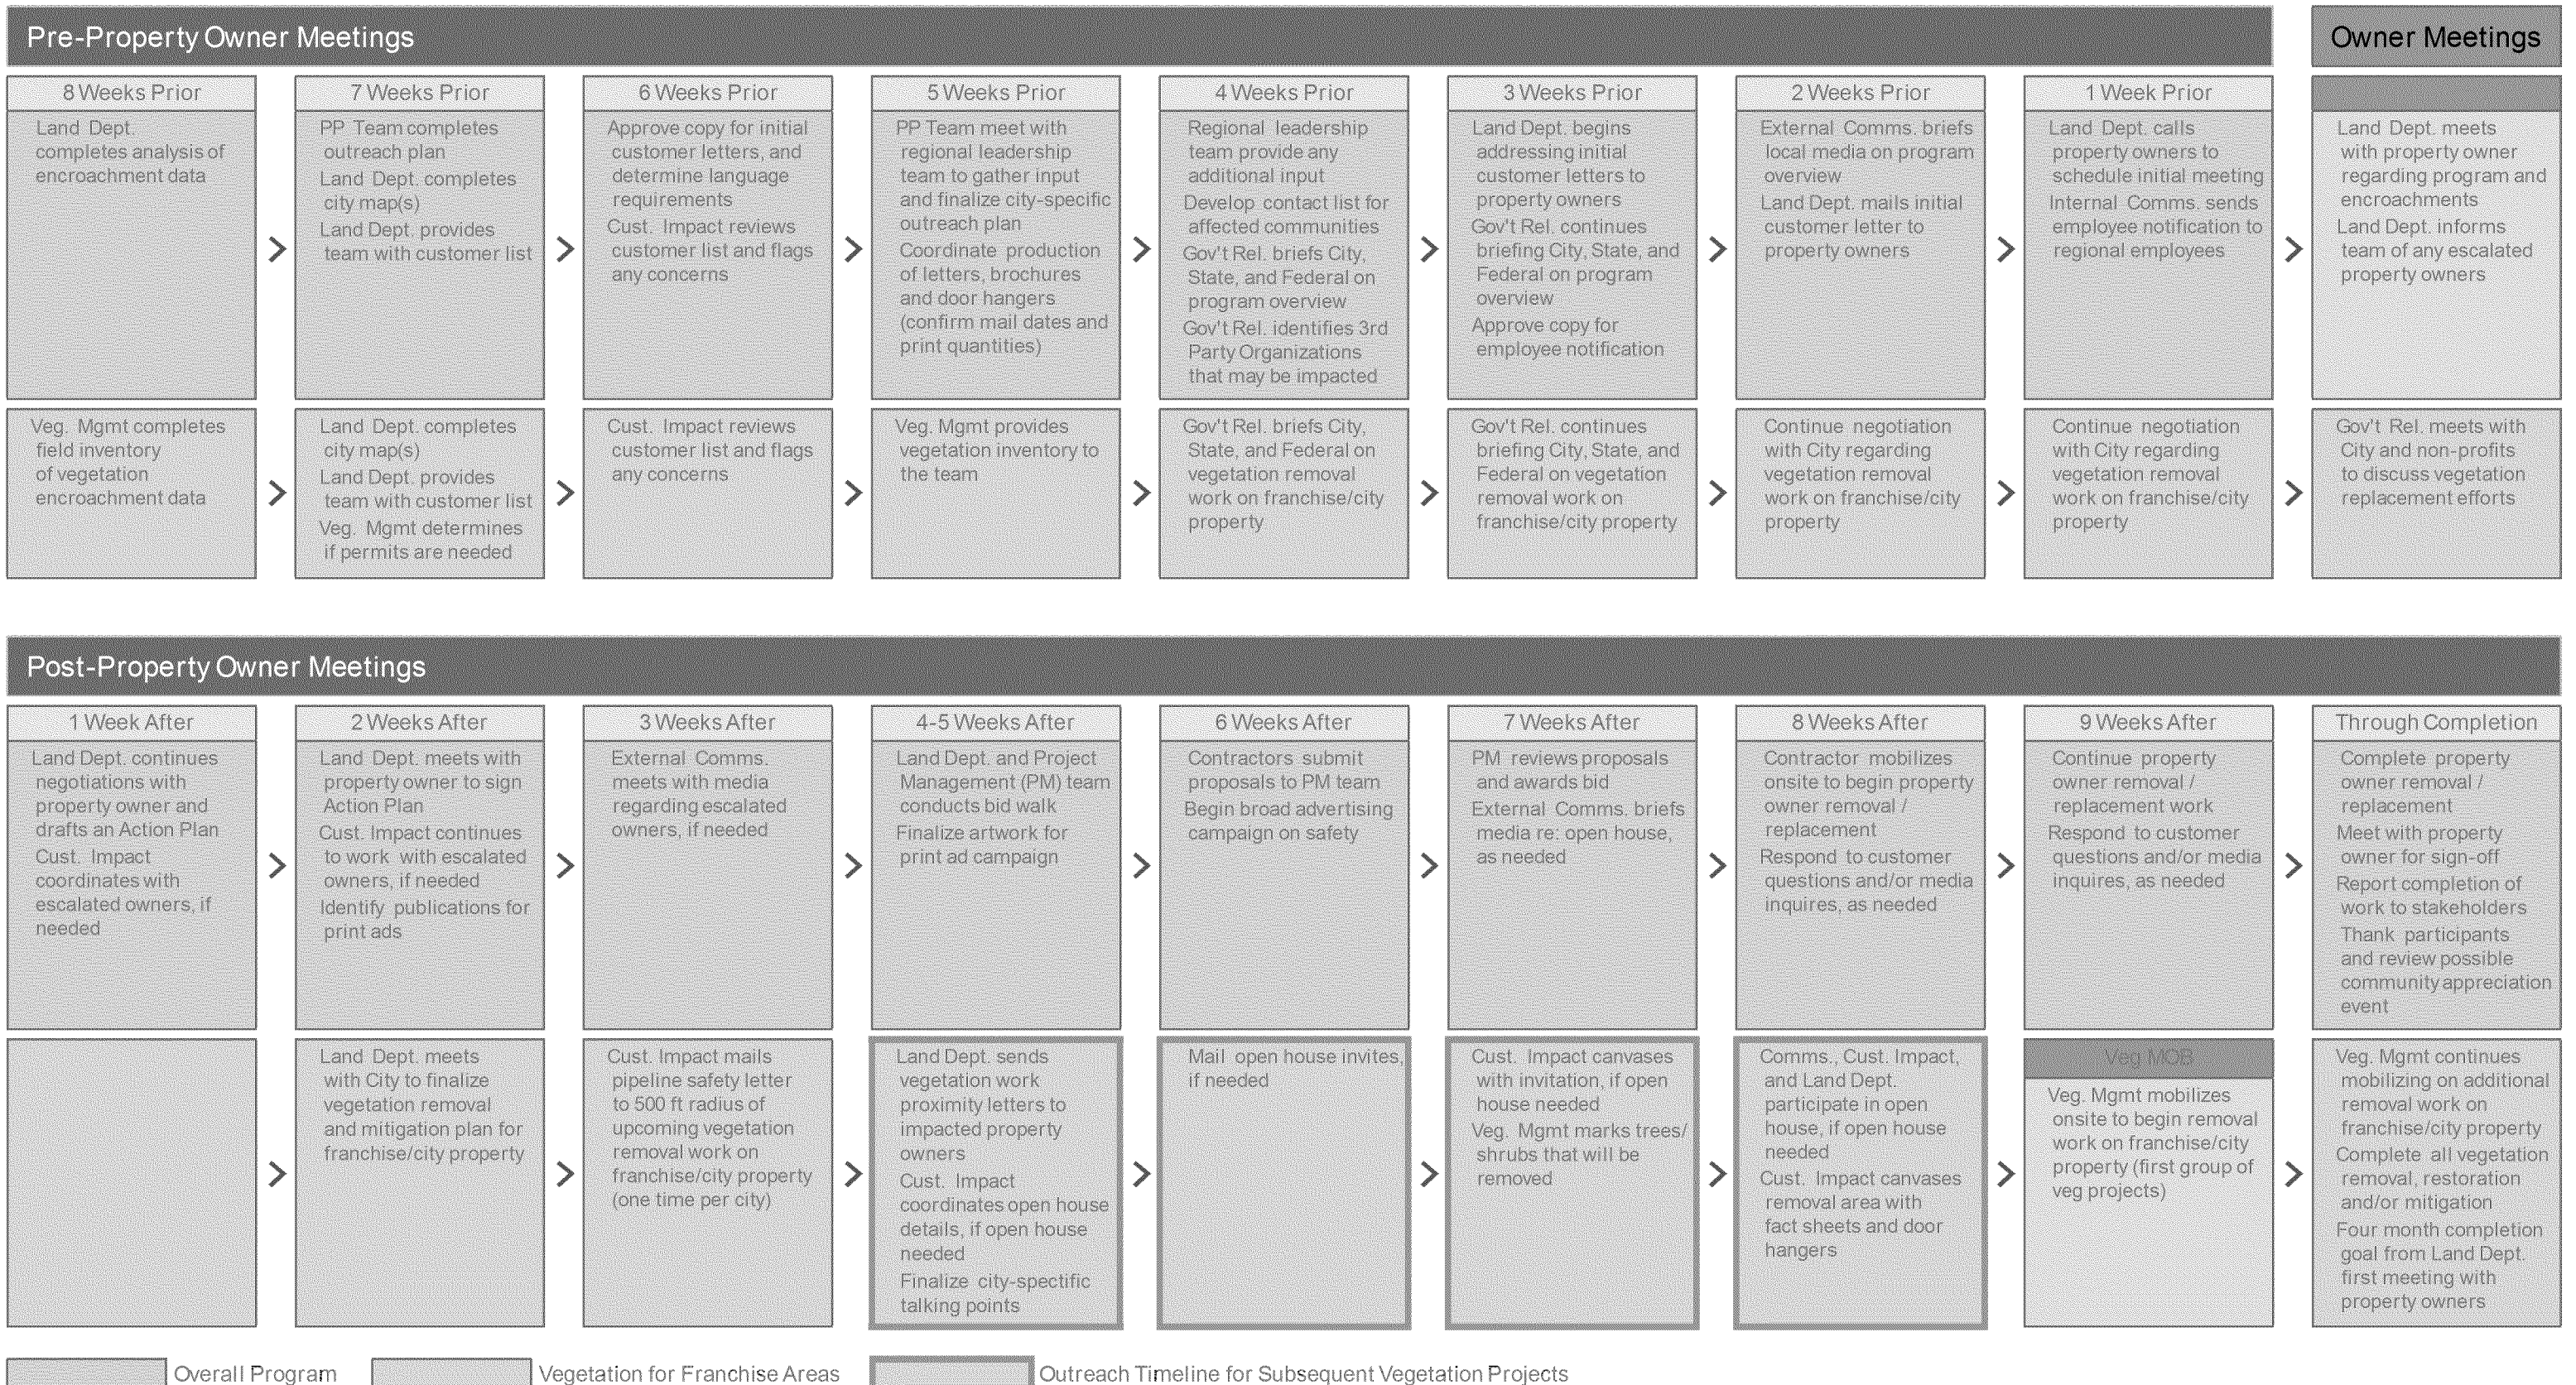 Pre-Property Owner Meetings
Owner Meetings
8 Weeks Prior
Land Dept.
completes analysis of
encroachment data
7 Weeks Prior
PP Team completes
outreach plan
Land Dept. completes
city map(s)
Land Dept. provides
team with customer list
6 Weeks Prior
Approve copy for initial
customer letters, and
determine language
requirements
Cust. Impact reviews
customer list and flags
any concerns
5 Weeks Prior
PP Team meet with
regional leadership
team to gather input
and finalize city-specific
outreach plan
Coordinate production
of letters, brochures
and door hangers
(confirm mail dates and
print quantities)
4 Weeks Prior
Regional leadership
team provide any
additional input
Develop contact list for
affected communities
Gov't Rel. briefs City,
State, and Federal on
program overview
Gov't Rel. identifies 3rd
Party Organizations
that may be impacted
3 Weeks Prior
Land Dept. begins
addressing initial
customer letters to
property owners
Gov't Rel. continues
briefing City, State, and
Federal on program
overview
Approve copy for
employee notification
2 Weeks Prior
External Comms. briefs
local media on program
overview
Land Dept. mails initial
customer letter to
property owners
1 Week Prior
Land Dept. calls
property owners to
schedule initial meeting
Internal Comms. sends
employee notification to
regional employees
Land Dept. meets
with property owner
regarding program and
encroachments
Land Dept. informs
team of any escalated
property owners
Veg. Mgmt completes
field inventory
of vegetation
encroachment data
Land Dept. completes
city map(s)
Land Dept. provides
team with customer list
Veg. Mgmt determines
if permits are needed
Cust. Impact reviews
customer list and flags
any concerns
Veg. Mgmt provides
vegetation inventory to
the team
Gov't Rel. briefs City,
State, and Federal on
vegetation removal
work on franchise/city
property
Gov't Rel. continues
briefing City, State, and
Federal on vegetation
removal work on
franchise/city property
Continue negotiation
with City regarding
vegetation removal
work on franchise/city
property
Continue negotiation
with City regarding
vegetation removal
work on franchise/city
property
Gov't Rel. meets with
City and non-profits
to discuss vegetation
replacement efforts
Post-Property Owner Meetings
1 Week After
Land Dept. continues
negotiations with
property owner and
drafts an Action Plan
Cust. Impact
coordinates with
escalated owners, if
needed
2 Weeks After
Land Dept. meets with
property owner to sign
Action Plan
Cust. Impact continues
to work with escalated
owners, if needed
Identify publications for
print ads
3 Weeks After
External Comms.
meets with media
regarding escalated
owners, if needed
4-5 Weeks After
Land Dept. and Project
Management (PM) team
conducts bid walk
Finalize artwork for
print ad campaign
6 Weeks After
Contractors submit
proposals to PM team
Begin broad advertising
campaign on safety
7 Weeks After
PM reviews proposals
and awards bid
External Comms. briefs
media re: open house,
as needed
8 Weeks After
Contractor mobilizes
onsite to begin property
owner removal /
replacement
Respond to customer
questions and/or media
inquires, as needed
9 Weeks After
Continue property
owner removal /
replacement work
Respond to customer
questions and/or media
inquires, as needed
Through Completion
Complete property
owner removal /
replacement
Meet with property
owner for sign-off
Report completion of
work to stakeholders
Thank participants
and review possible
community appreciation
event
Land Dept. meets
with City to finalize
vegetation removal
and mitigation plan for
franchise/city property
Cust. Impact mails
pipeline safety letter
to 500 ft radius of
upcoming vegetation
removal work on
franchise/city property
(one time per city)
Land Dept. sends
vegetation work
proximity letters to
impacted property
owners
Cust. Impact
coordinates open house
details, if open house
needed
Finalize city-spectific
talking points
Mail open house invites,
if needed
Cust. Impact canvases
with invitation, if open
house needed
Veg. Mgmt marks trees/
shrubs that will be
removed
Comms., Cust. Impact,
and Land Dept.
participate in open
house, if open house
needed
Cust. Impact canvases
removal area with
fact sheets and door
hangers
Veg MOB
Veg. Mgmt mobilizes
onsite to begin removal
work on franchise/city
property (first group of
veg projects)
Veg. Mgmt continues
mobilizing on additional
removal work on
franchise/city property
Complete all vegetation
removal, restoration
and/or mitigation
Four month completion
goal from Land Dept.
first meeting with
property owners
Overall Program
Vegetation for Franchise Areas
Outreach Timeline for Subsequent Vegetation Projects